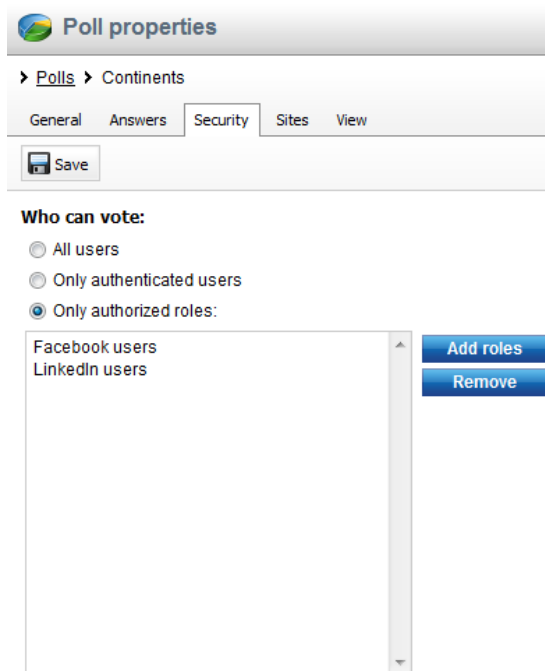 Poll properties
Polls Continents
General Answers Security Sites View
Save
Who can vote:
All users
Only authenticated users
Only authorized roles:
Facebook users
LinkedIn users
Add roles
Remove